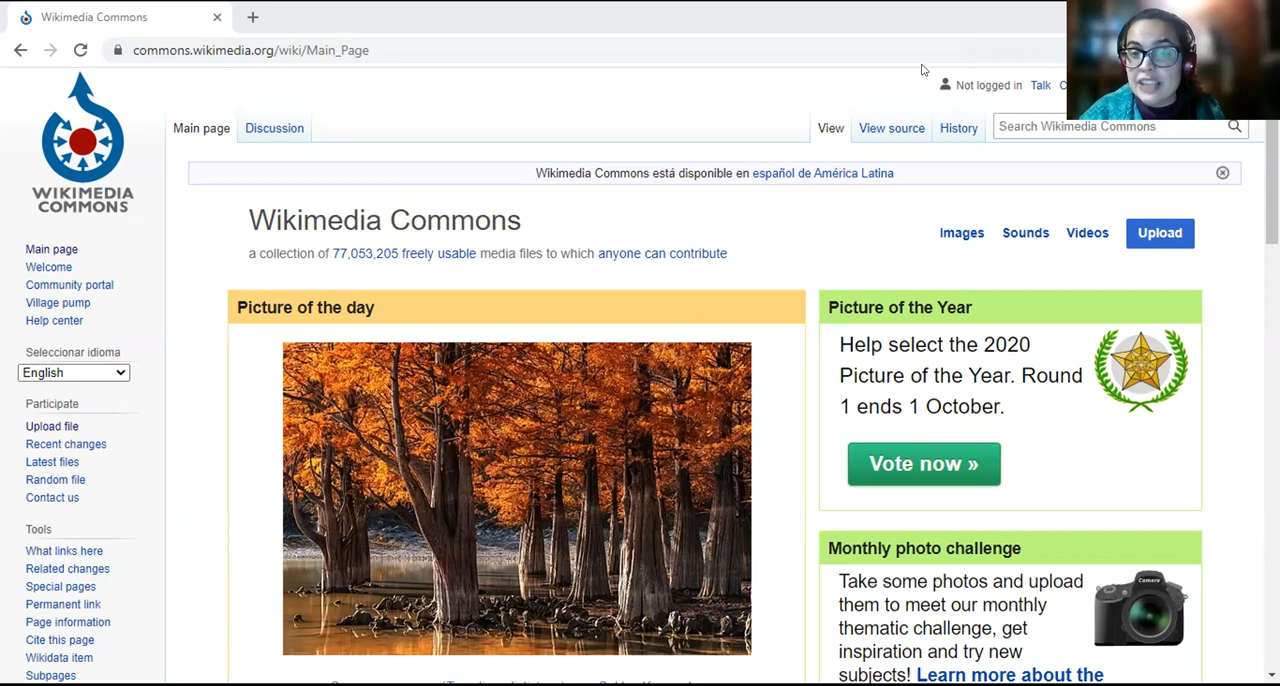 Wikimedia Commons
commons.wikimedia.org/wiki/Main_Page
Not logged in Talk
WIKIMEDIA
COMMONS
Main page Discussion View View source History Search Wikimedia Commons
Wikimedia Commons está disponible en español de América Latina
Wikimedia Commons
a collection of 77,053,205 freely usable media files to which anyone can contribute
Images Sounds Videos Upload
Main page
Welcome
Community portal
Village pump
Help center
Seleccionar idioma
English
Participate
Upload file
Recent changes
Latest files
Random file
Contact us
Tools
What links here
Related changes
Special pages
Permanent link
Page information
Cite this page
Wikidata item
Subpages
Picture of the day
Picture of the Year
Help select the 2020
Picture of the Year. Round
1 ends 1 October.
Vote now »
Monthly photo challenge
Take some photos and upload
them to meet our monthly
thematic challenge, get
inspiration and try new
subjects! Learn more about the
Camera